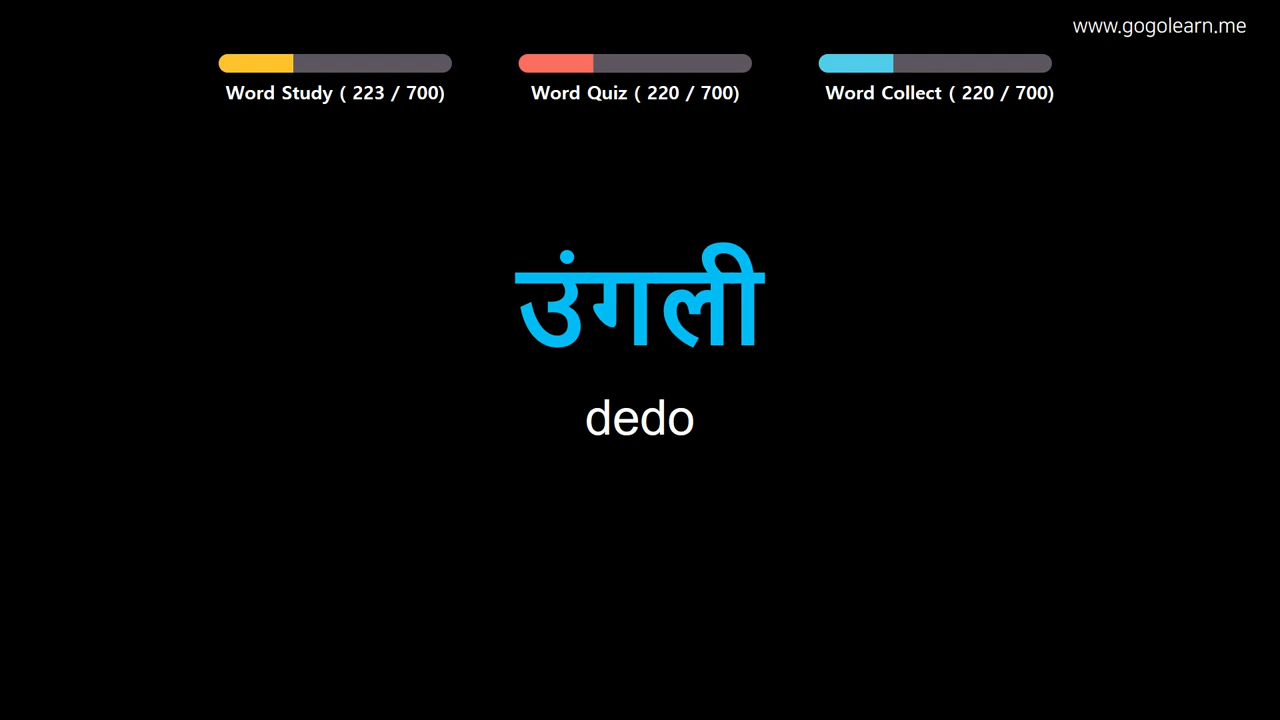 www.gogolearn.me
Word Study ( 223 / 700)
Word Quiz ( 220 / 700)
Word Collect ( 220 / 700)
उंगली
dedo